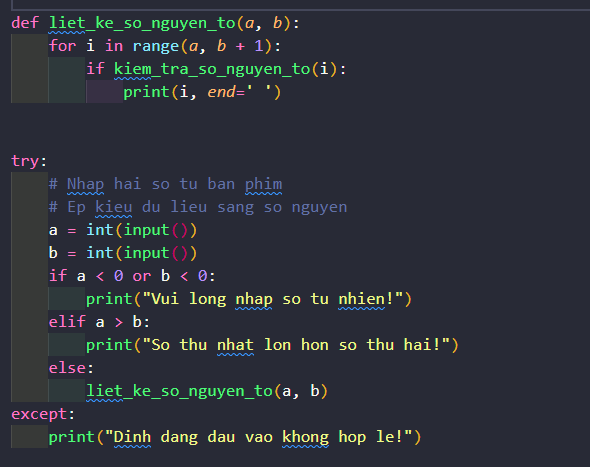 def liet_ke_so_nguyen_to(a, b):
    for i in range(a, b + 1):
        if kiem_tra_so_nguyen_to(i):
            print(i, end=' ')
try:
    # Nhap hai so tu ban phim
    # Ep kieu du lieu sang so nguyen
    a = int(input())
    b = int(input())
    if a < 0 or b < 0:
        print("Vui long nhap so tu nhien!")
    elif a > b:
        print("So thu nhat lon hon so thu hai!")
    else:
        liet_ke_so_nguyen_to(a, b)
except:
    print("Dinh dang dau vao khong hop le!")